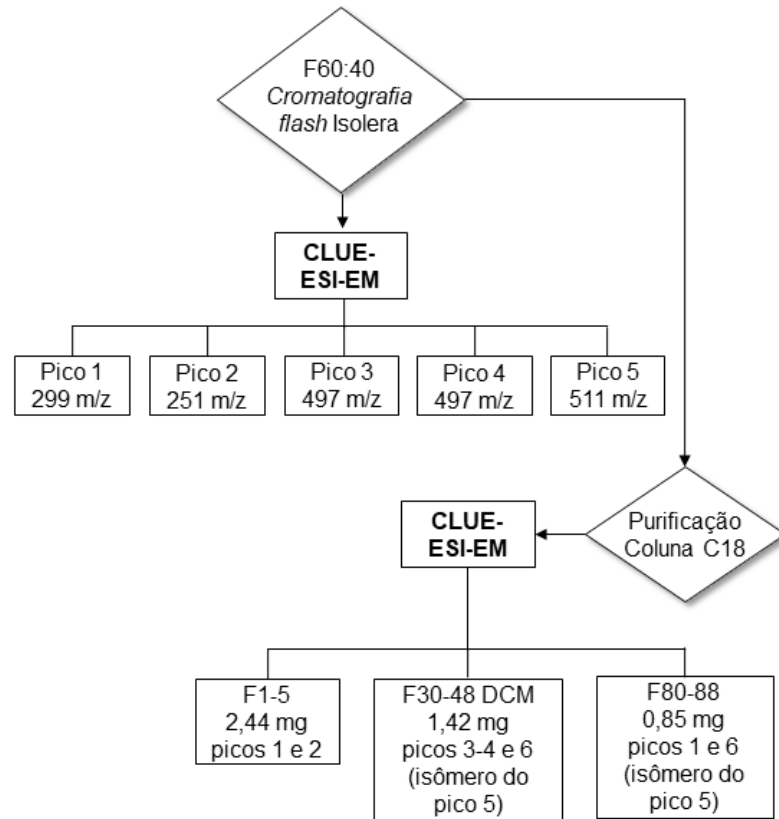 F60:40
Cromatografia
flash Isolera
CLUE-
ESI-EM
Pico 1
299 m/z
Pico 2
251 m/z
Pico 3
497 m/z
Pico 4
497 m/z
Pico 5
511 m/z
Purificação
Coluna C18
CLUE-
ESI-EM
F1-5
2,44 mg
picos 1 e 2
F30-48 DCM
1,42 mg
picos 3-4 e 6
(isômero do
pico 5)
F80-88
0,85 mg
picos 1 e 6
(isômero do
pico 5)